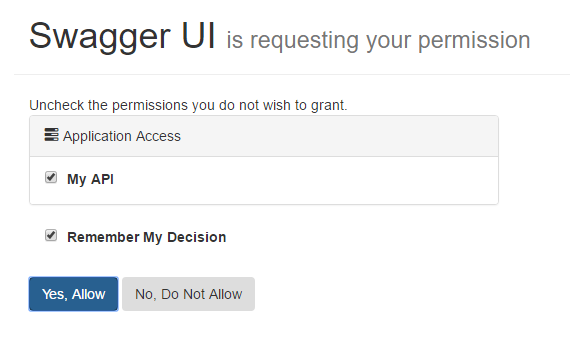 Swagger UI is requesting your permission
Uncheck the permissions you do not wish to grant.
Application Access
My API
Remember My Decision
Yes, Allow No, Do Not Allow